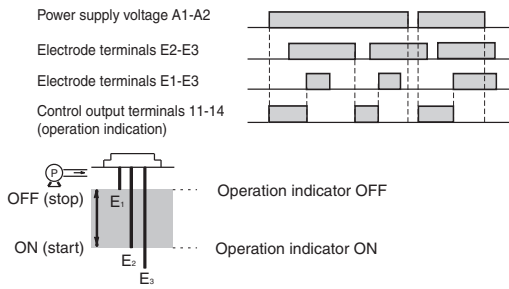 Power supply voltage A1-A2
Electrode terminals E2-E3
Electrode terminals E1-E3
Control output terminals 11-14
(operation indication)
P
OFF (stop)
E1
Operation indicator OFF
ON (start)
E2
Operation indicator ON
E3